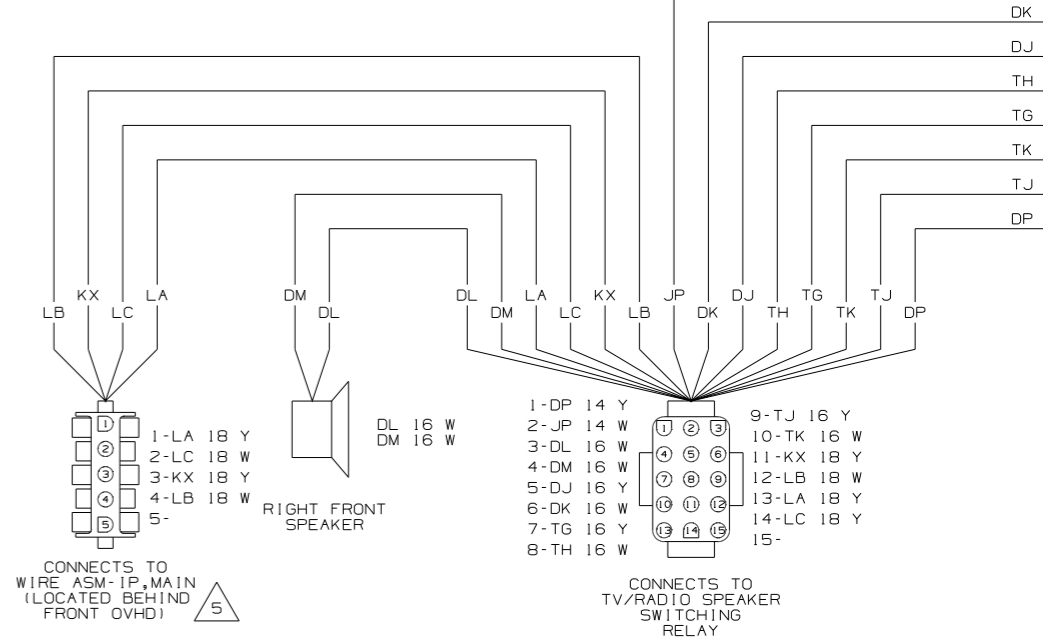 DK
DJ
TH
TG
TK
TJ
DP
LB
KX
LC
LA
DM
DL
DL
DM
LA
LC
KX
LB
JP
DK
DJ
TH
TG
TK
TJ
DP
1
2
3
4
5
1-LA 18 Y
2-LC 18 W
3-KX 18 Y
4-LB 18 W
5-
CONNECTS TO
WIRE ASM-IP,MAIN
(LOCATED BEHIND
FRONT OVHD)
5
DL 16 W
DM 16 W
RIGHT FRONT
SPEAKER
1-DP 14 Y
2-JP 14 W
3-DL 16 W
4-DM 16 W
5-DJ 16 Y
6-DK 16 W
7-TG 16 Y
8-TH 16 W
1 2 3
4 5 6
7 8 9
10 11 12
13 14 15
9-TJ 16 Y
10-TK 16 W
11-KX 18 Y
12-LB 18 W
13-LA 18 Y
14-LC 18 Y
15-
CONNECTS TO
TV/RADIO SPEAKER
SWITCHING
RELAY